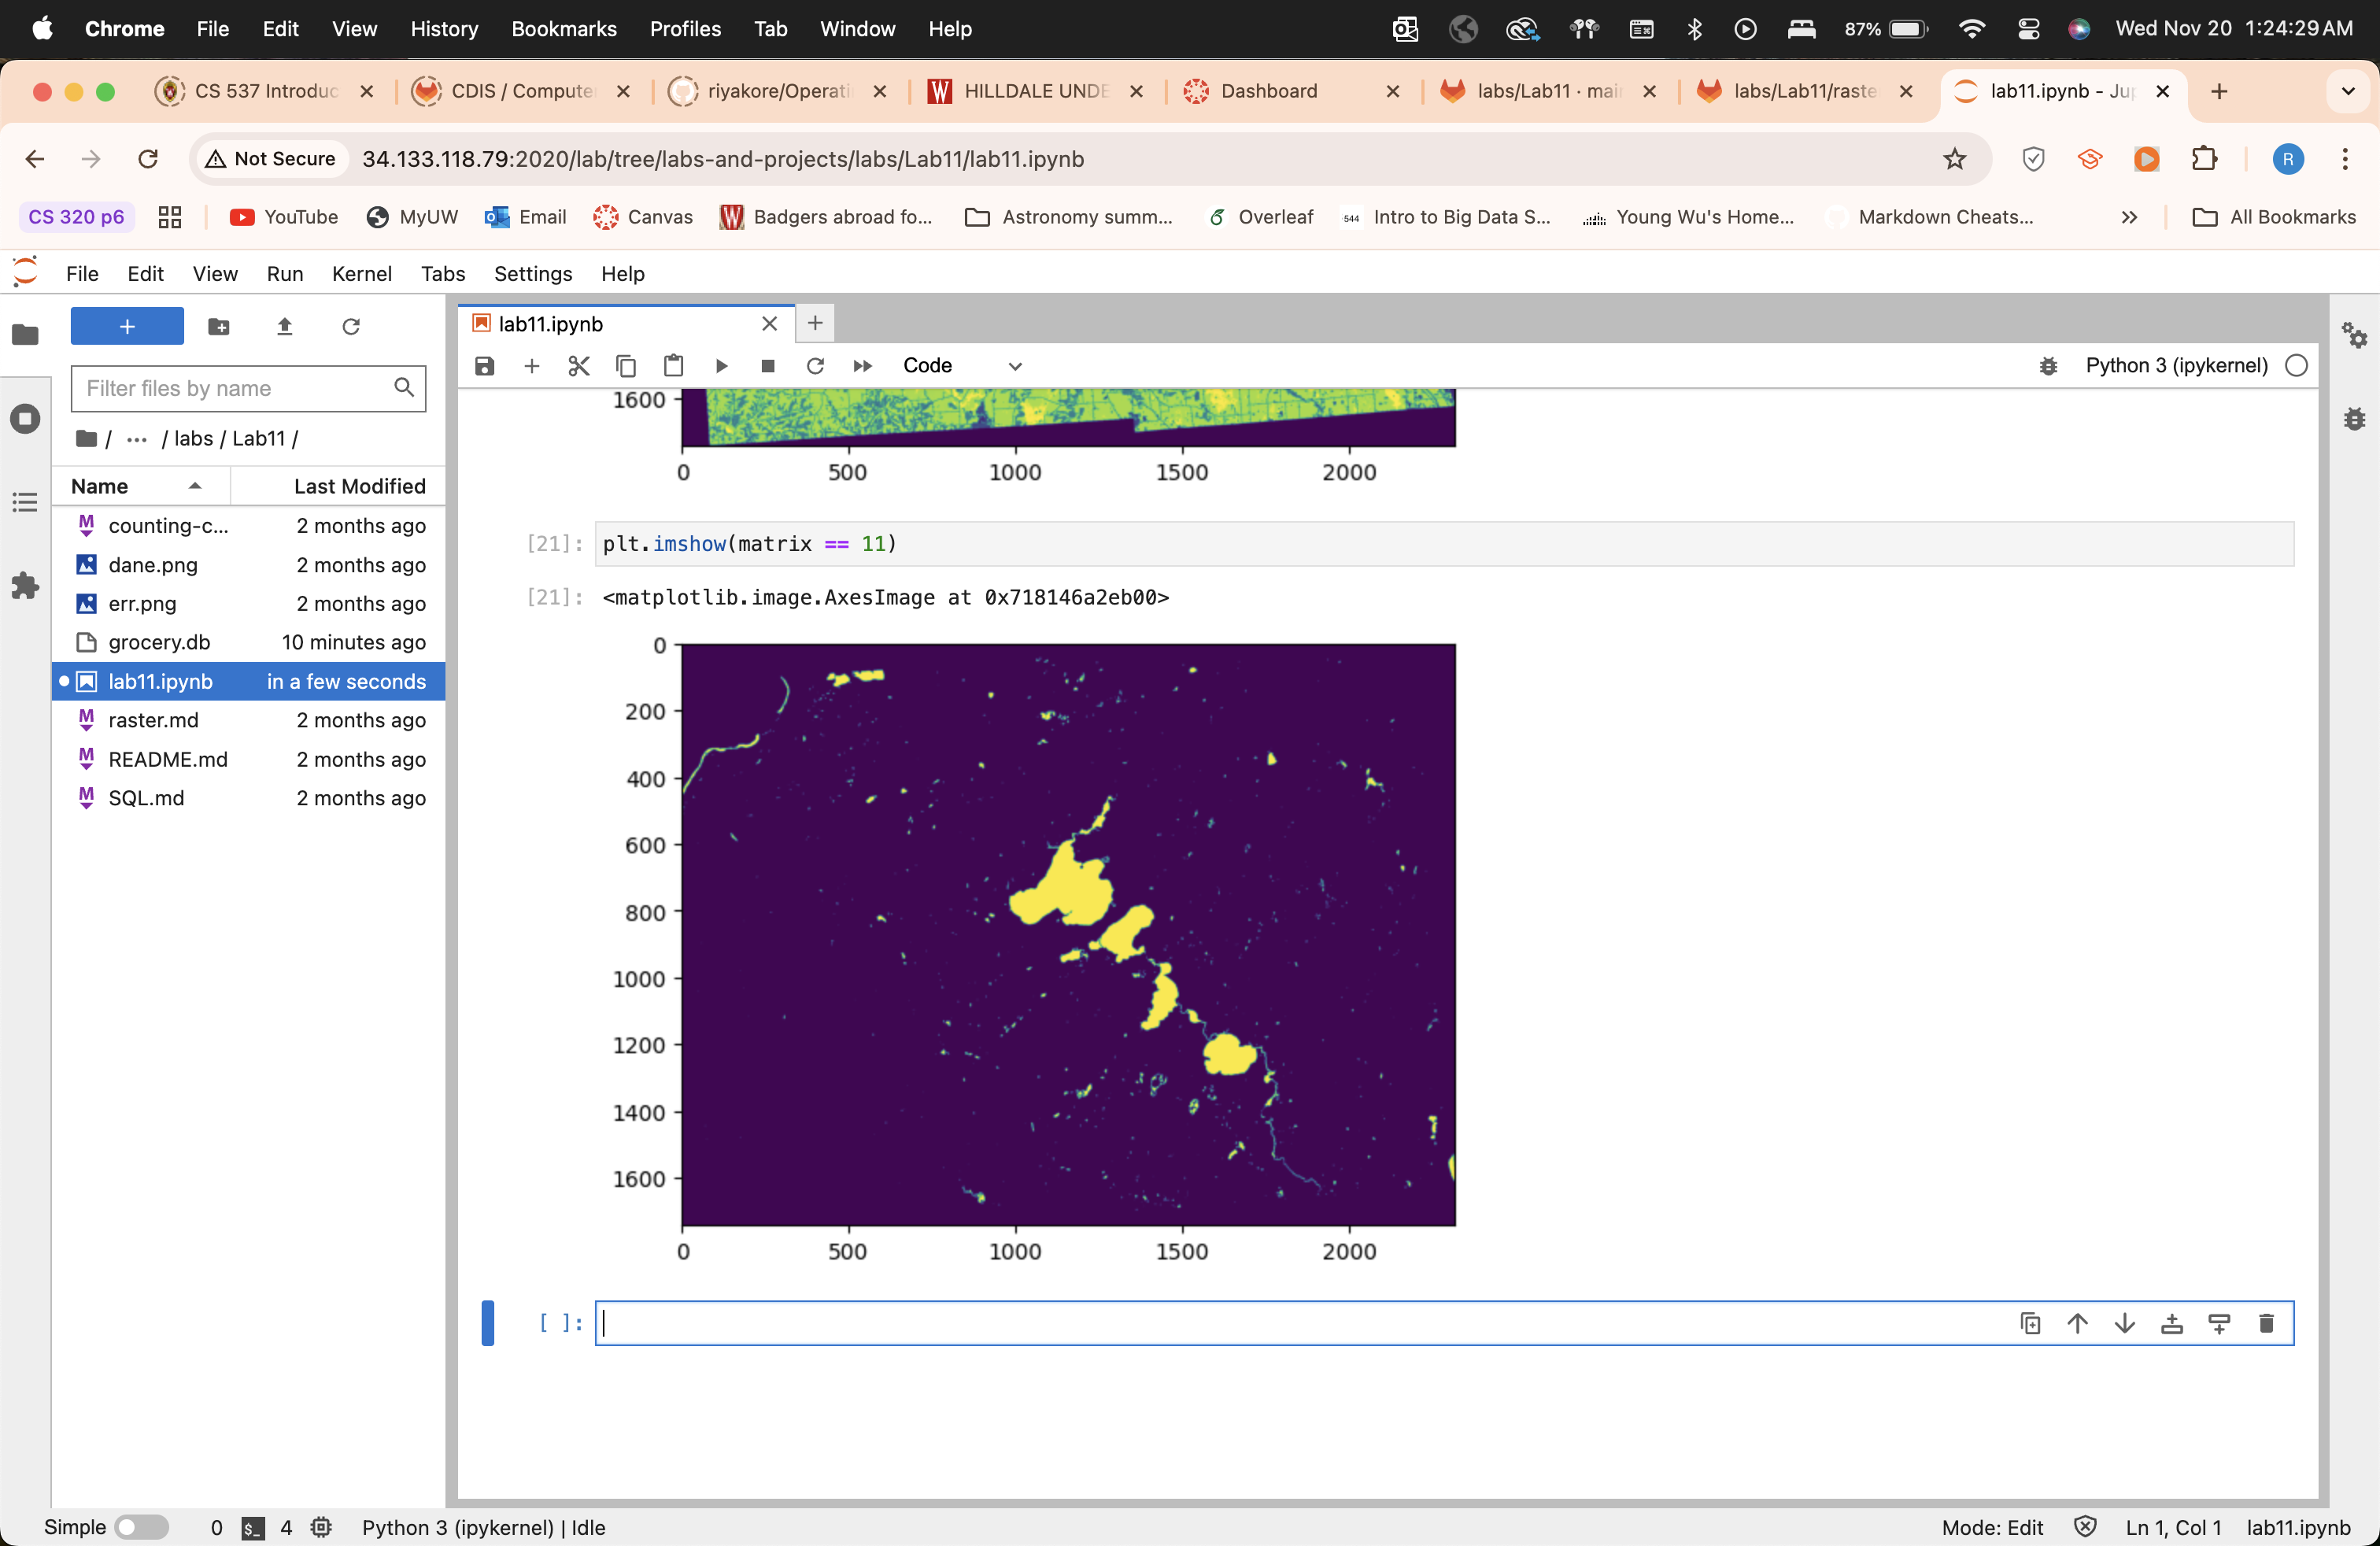 Chrome File Edit View History Bookmarks Profiles Tab Window Help 87% Wed Nov 20 1:24:29 AM
CS 537 Introduc CDIS / Compute riyakore/Operati HILLDALE UNDE Dashboard labs/Lab11 · mai labs/Lab11/raste lab11.ipynb - Jup
Not Secure 34.133.118.79:2020/lab/tree/labs-and-projects/labs/Lab11/lab11.ipynb R
CS 320 p6 YouTube MyUW Email Canvas Badgers abroad fo... Astronomy summ... Overleaf 544 Intro to Big Data S... Young Wu's Home... Markdown Cheats... All Bookmarks
File Edit View Run Kernel Tabs Settings Help
lab11.ipynb
Code Python 3 (ipykernel)
Filter files by name
/ ... / labs / Lab11 /
Name Last Modified
counting-c... 2 months ago
dane.png 2 months ago
err.png 2 months ago
grocery.db 10 minutes ago
lab11.ipynb in a few seconds
raster.md 2 months ago
README.md 2 months ago
SQL.md 2 months ago
1600
0 500 1000 1500 2000
[21]: plt.imshow(matrix == 11)
[21]: <matplotlib.image.AxesImage at 0x718146a2eb00>
0
200
400
600
800
1000
1200
1400
1600
0 500 1000 1500 2000
[ ]:
Simple 0 4 Python 3 (ipykernel) | Idle Mode: Edit Ln 1, Col 1 lab11.ipynb